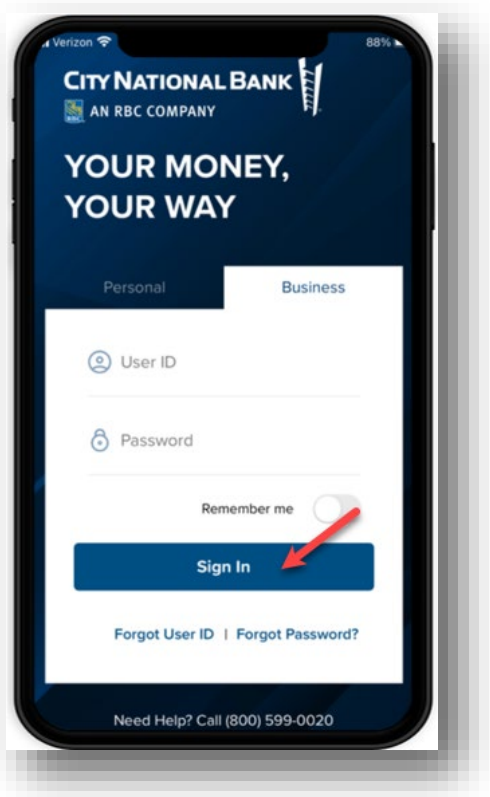 Verizon 88%
CITY NATIONAL BANK
RBC AN RBC COMPANY
YOUR MONEY,
YOUR WAY
Personal Business
User ID
Password
Remember me
Sign In
Forgot User ID | Forgot Password?
Need Help? Call (800) 599-0020